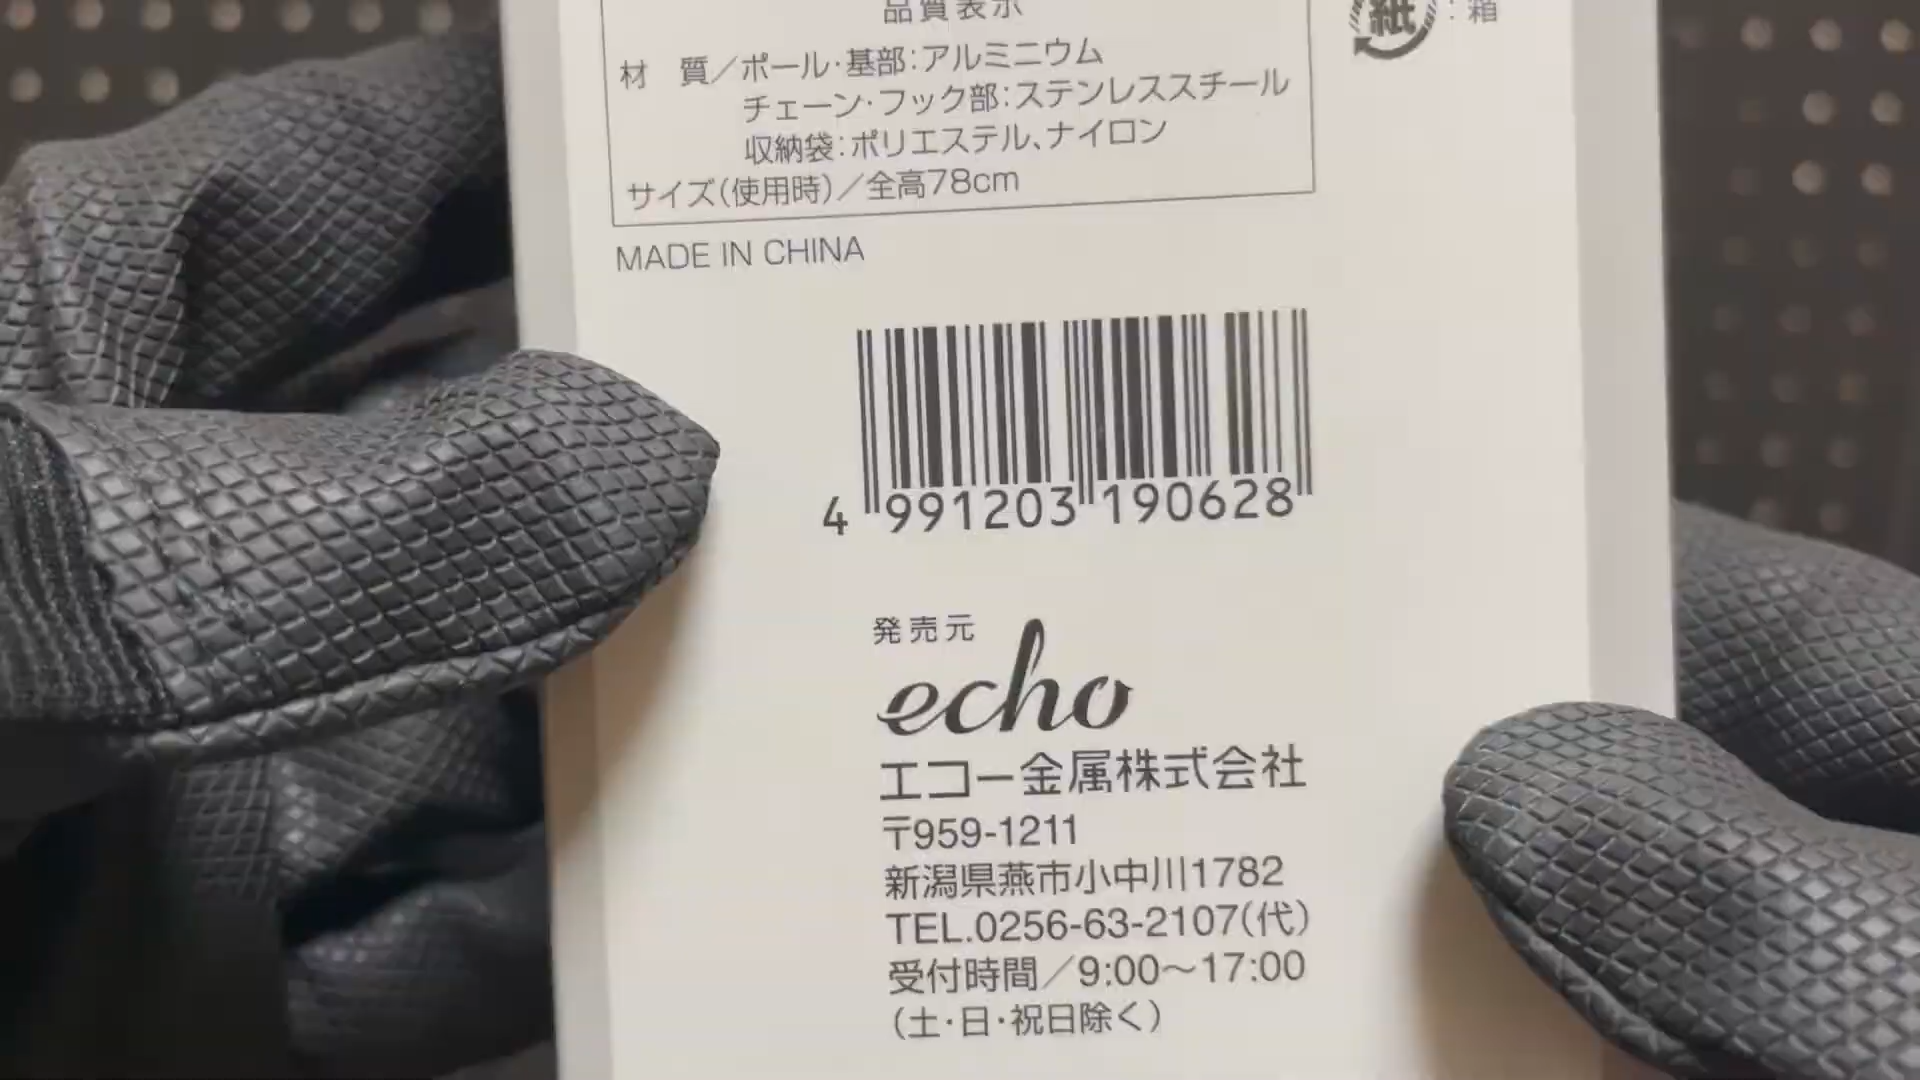 品質表示
紙:箱
材 質／ポール・基部:アルミニウム
チェーン・フック部:ステンレススチール
収納袋:ポリエステル、ナイロン
サイズ(使用時)／全高78cm
MADE IN CHINA
4 991203 190628
発売元
echo
エコー金属株式会社
〒959-1211
新潟県燕市小中川1782
TEL.0256-63-2107(代)
受付時間／9:00〜17:00
(土・日・祝日除く)